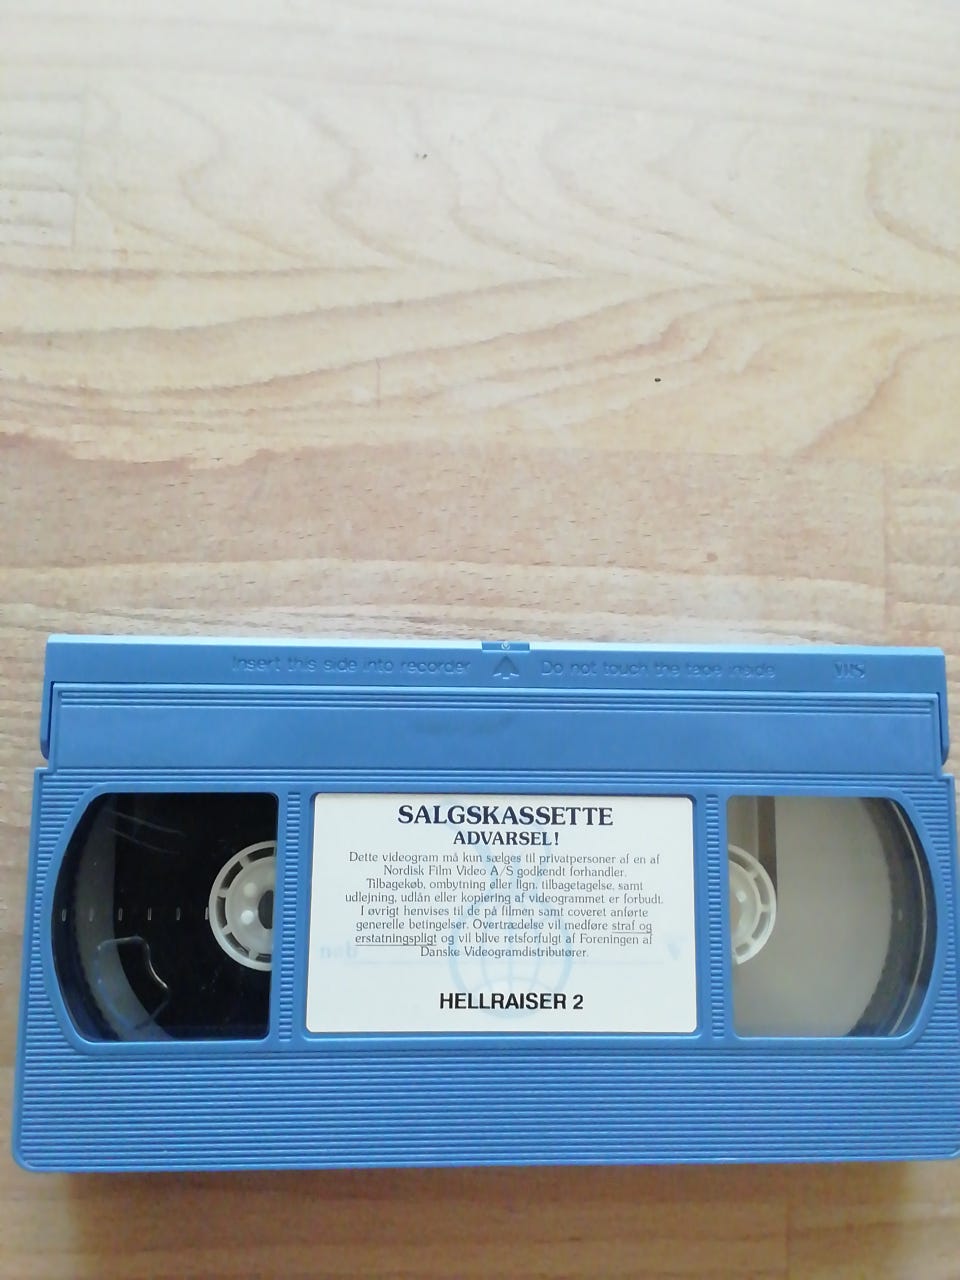 Insert this side into recorder Do not touch the tape inside VHS
SALGSKASSETTE
ADVARSEL!
Dette videogram må kun sælges til privatpersoner af en af
Nordisk Film Video A/S godkendt forhandler.
Tilbagekøb, ombytning eller lign. tilbagetagelse, samt
udlejning, udlån eller kopiering af videogrammet er forbudt.
I øvrigt henvises til de på filmen samt coveret anførte
generelle betingelser. Overtrædelse vil medføre straf og
erstatningspligt og vil blive retsforfulgt af Foreningen af
Danske Videogramdistributører.
HELLRAISER 2